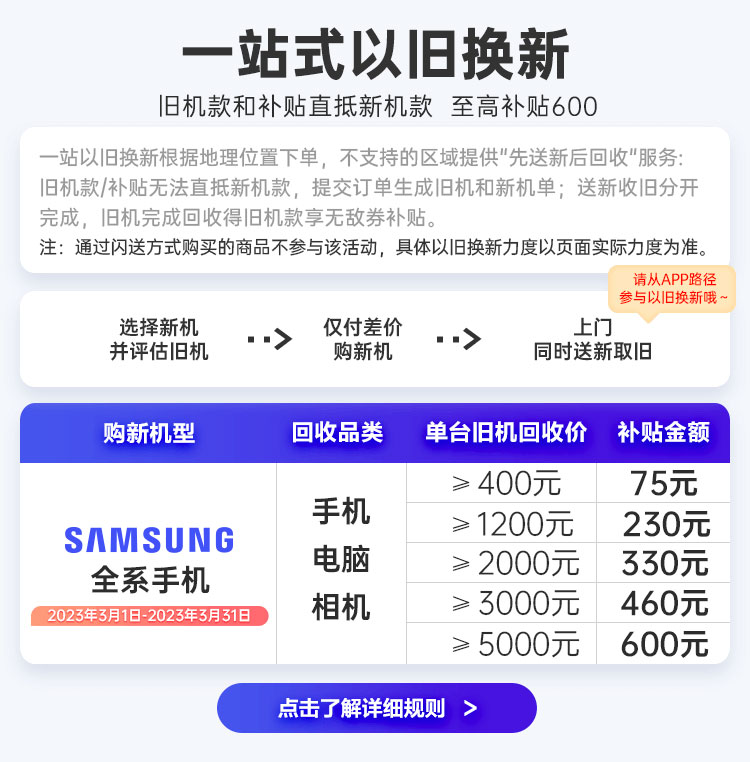 一站式以旧换新
旧机款和补贴直抵新机款 至高补贴600
一站以旧换新根据地理位置下单，不支持的区域提供"先送新后回收"服务:
旧机款/补贴无法直抵新机款，提交订单生成旧机和新机单；送新收旧分开
完成，旧机完成回收得旧机款享无敌券补贴。
注：通过闪送方式购买的商品不参与该活动，具体以旧换新力度以页面实际力度为准。
请从APP路径
参与以旧换新哦~
选择新机
并评估旧机
仅付差价
购新机
上门
同时送新取旧
购新机型 回收品类 单台旧机回收价 补贴金额
SAMSUNG
全系手机
2023年3月1日-2023年3月31日
手机
电脑
相机
⩾400元 75元
⩾1200元 230元
⩾2000元 330元
⩾3000元 460元
⩾5000元 600元
点击了解详细规则 >